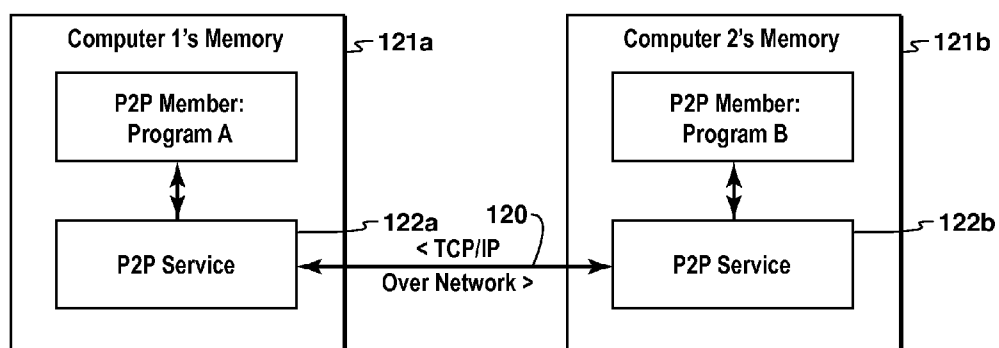 Computer 1's Memory
121a
P2P Member:
Program A
122a
P2P Service
120
< TCP/IP
Over Network >
Computer 2's Memory
121b
P2P Member:
Program B
122b
P2P Service